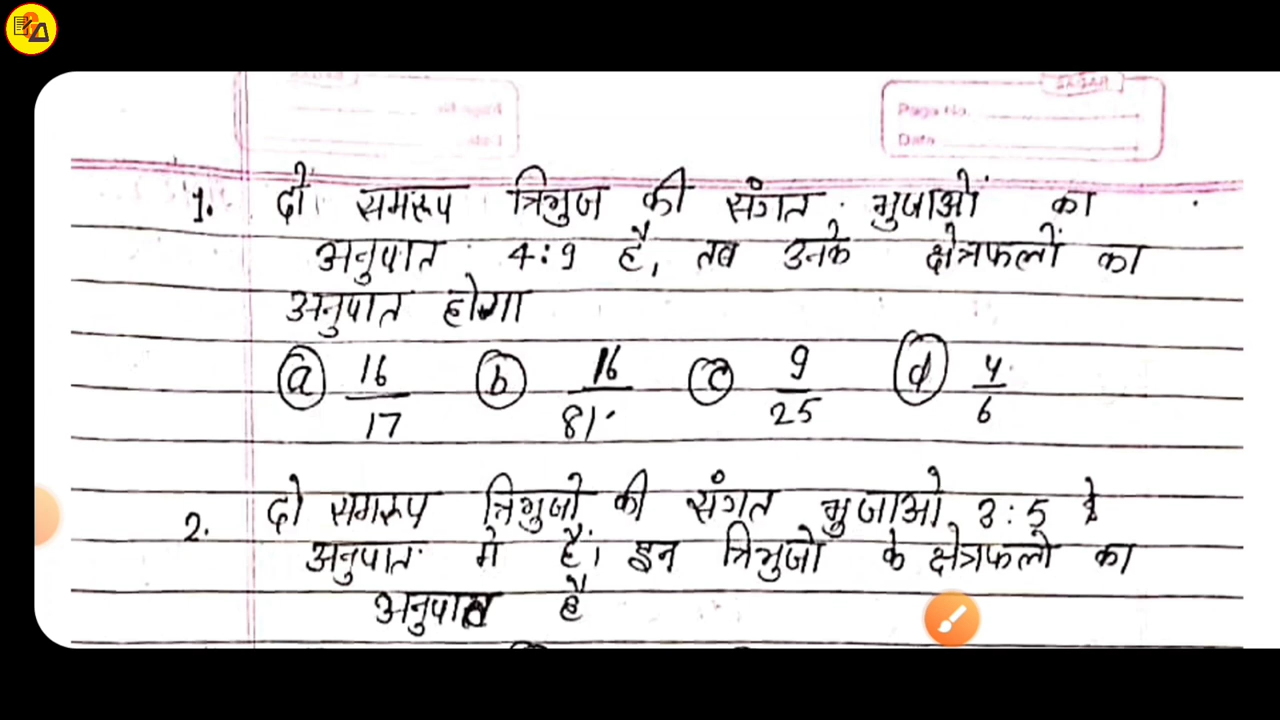 Page No.
Date
1. दो समरूप त्रिभुज की संगत भुजाओं का
अनुपात 4:9 है, तब उनके क्षेत्रफलों का
अनुपात होगा
(a) 16/17 (b) 16/81 (c) 9/25 (d) 4/6
2. दो समरूप त्रिभुजो की संगत भुजाओ 3:5
अनुपात मे हैं। इन त्रिभुजो के क्षेत्रफलो का
अनुपात है